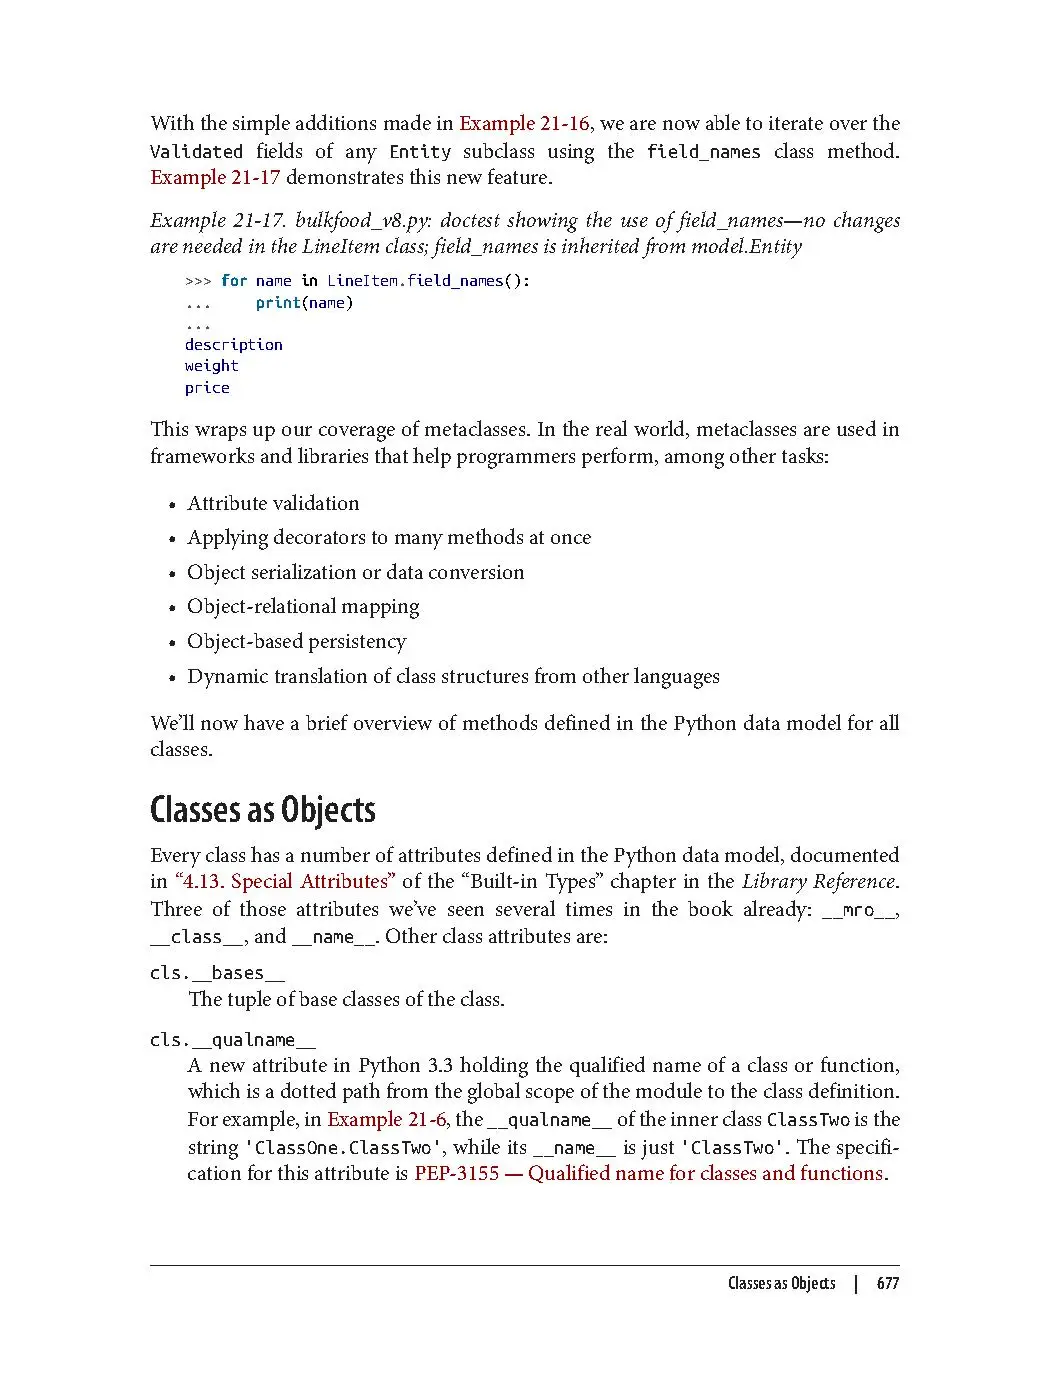 With the simple additions made in Example 21-16, we are now able to iterate over the
Validated fields of any Entity subclass using the field_names class method.
Example 21-17 demonstrates this new feature.
Example 21-17. bulkfood_v8.py: doctest showing the use of field_names—no changes
are needed in the LineItem class; field_names is inherited from model.Entity
>>> for name in LineItem.field_names():
...     print(name)
...
description
weight
price
This wraps up our coverage of metaclasses. In the real world, metaclasses are used in
frameworks and libraries that help programmers perform, among other tasks:
• Attribute validation
• Applying decorators to many methods at once
• Object serialization or data conversion
• Object-relational mapping
• Object-based persistency
• Dynamic translation of class structures from other languages
We’ll now have a brief overview of methods defined in the Python data model for all
classes.
Classes as Objects
Every class has a number of attributes defined in the Python data model, documented
in “4.13. Special Attributes” of the “Built-in Types” chapter in the Library Reference.
Three of those attributes we’ve seen several times in the book already: __mro__,
__class__, and __name__. Other class attributes are:
cls.__bases__
The tuple of base classes of the class.
cls.__qualname__
A new attribute in Python 3.3 holding the qualified name of a class or function,
which is a dotted path from the global scope of the module to the class definition.
For example, in Example 21-6, the __qualname__ of the inner class ClassTwo is the
string 'ClassOne.ClassTwo', while its __name__ is just 'ClassTwo'. The specifi-
cation for this attribute is PEP-3155 — Qualified name for classes and functions.
Classes as Objects | 677